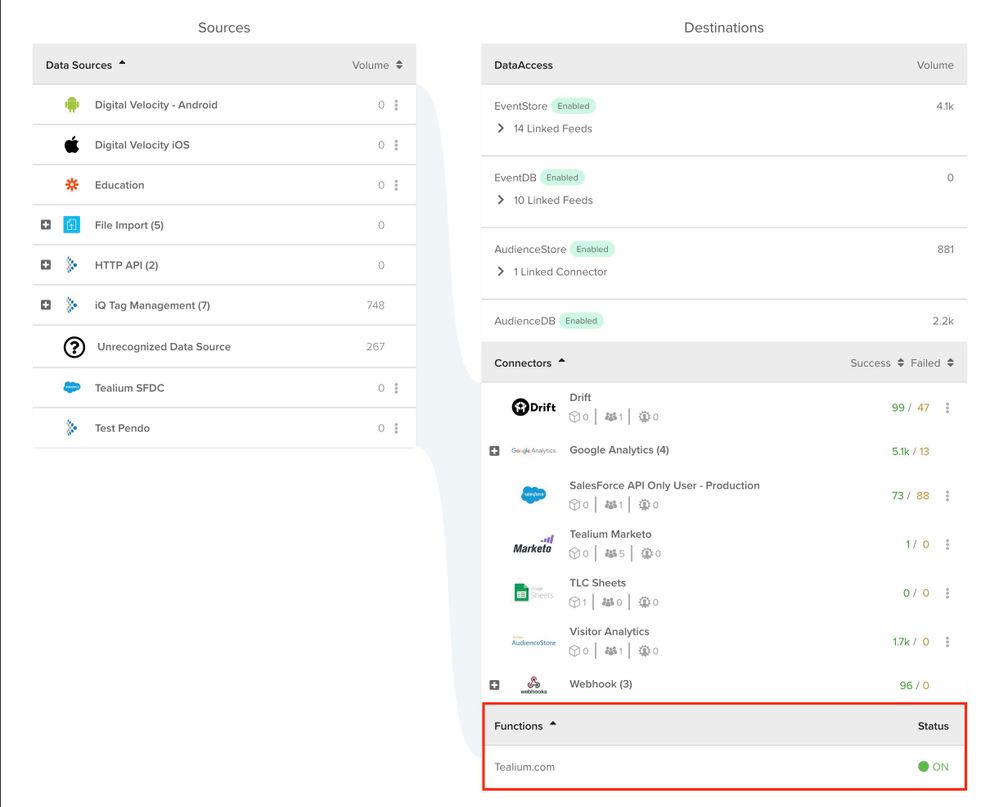 Sources
Data Sources Volume
Digital Velocity - Android 0
Digital Velocity iOS 0
Education 0
File Import (5) 0
HTTP API (2) 0
iQ Tag Management (7) 748
? Unrecognized Data Source 267
salesforce Tealium SFDC 0
Test Pendo 0
Destinations
DataAccess Volume
EventStore Enabled 4.1k
14 Linked Feeds
EventDB Enabled 0
10 Linked Feeds
AudienceStore Enabled 881
1 Linked Connector
AudienceDB Enabled 2.2k
Connectors Success Failed
Drift Drift 99 / 47
0 1 0
Google Analytics Google Analytics (4) 5.1k / 13
salesforce SalesForce API Only User - Production 73 / 88
0 1 0
Marketo Tealium Marketo 1 / 0
0 5 0
Sheets TLC Sheets 0 / 0
1 0 0
AudienceStore Visitor Analytics 1.7k / 0
0 1 0
webhooks Webhook (3) 96 / 0
Functions Status
Tealium.com ON